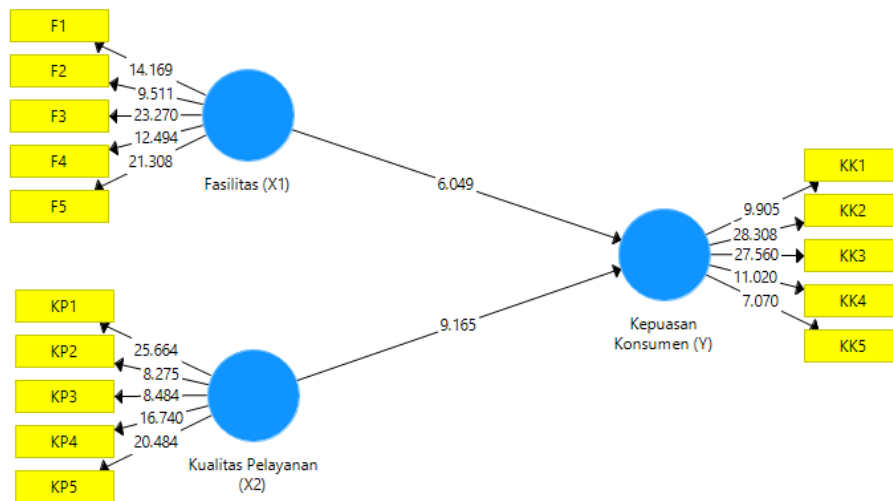 F1
F2
F3
F4
F5
14.169
9.511
23.270
12.494
21.308
Fasilitas (X1)
6.049
KP1
KP2
KP3
KP4
KP5
25.664
8.275
8.484
16.740
20.484
Kualitas Pelayanan
(X2)
9.165
Kepuasan
Konsumen (Y)
9.905
28.308
27.560
11.020
7.070
KK1
KK2
KK3
KK4
KK5